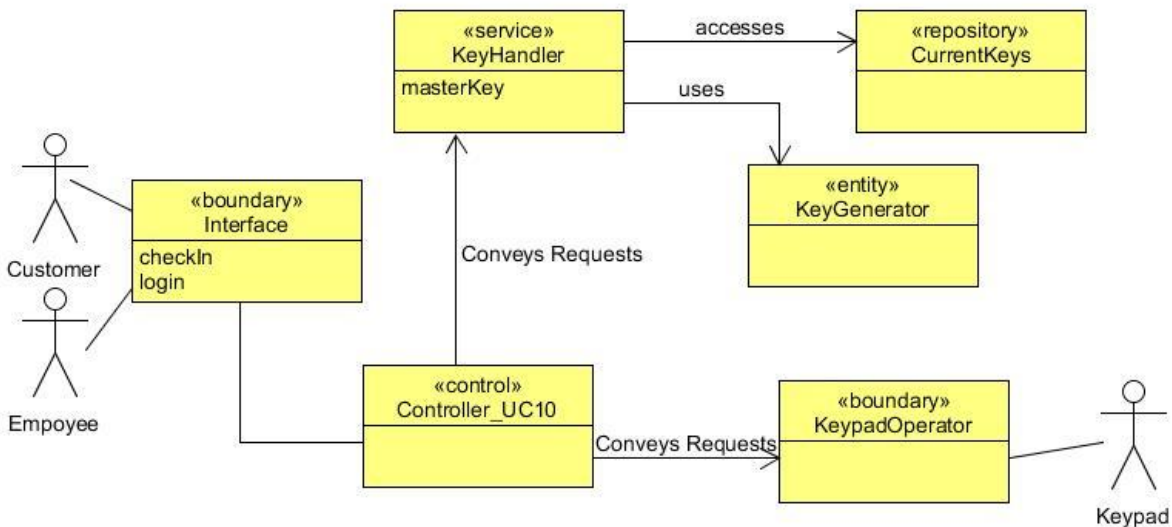 «service»
KeyHandler
masterKey
accesses
«repository»
CurrentKeys
uses
«entity»
KeyGenerator
«boundary»
Interface
checkIn
login
Customer
Empoyee
Conveys Requests
«control»
Controller_UC10
Conveys Requests
«boundary»
KeypadOperator
Keypad